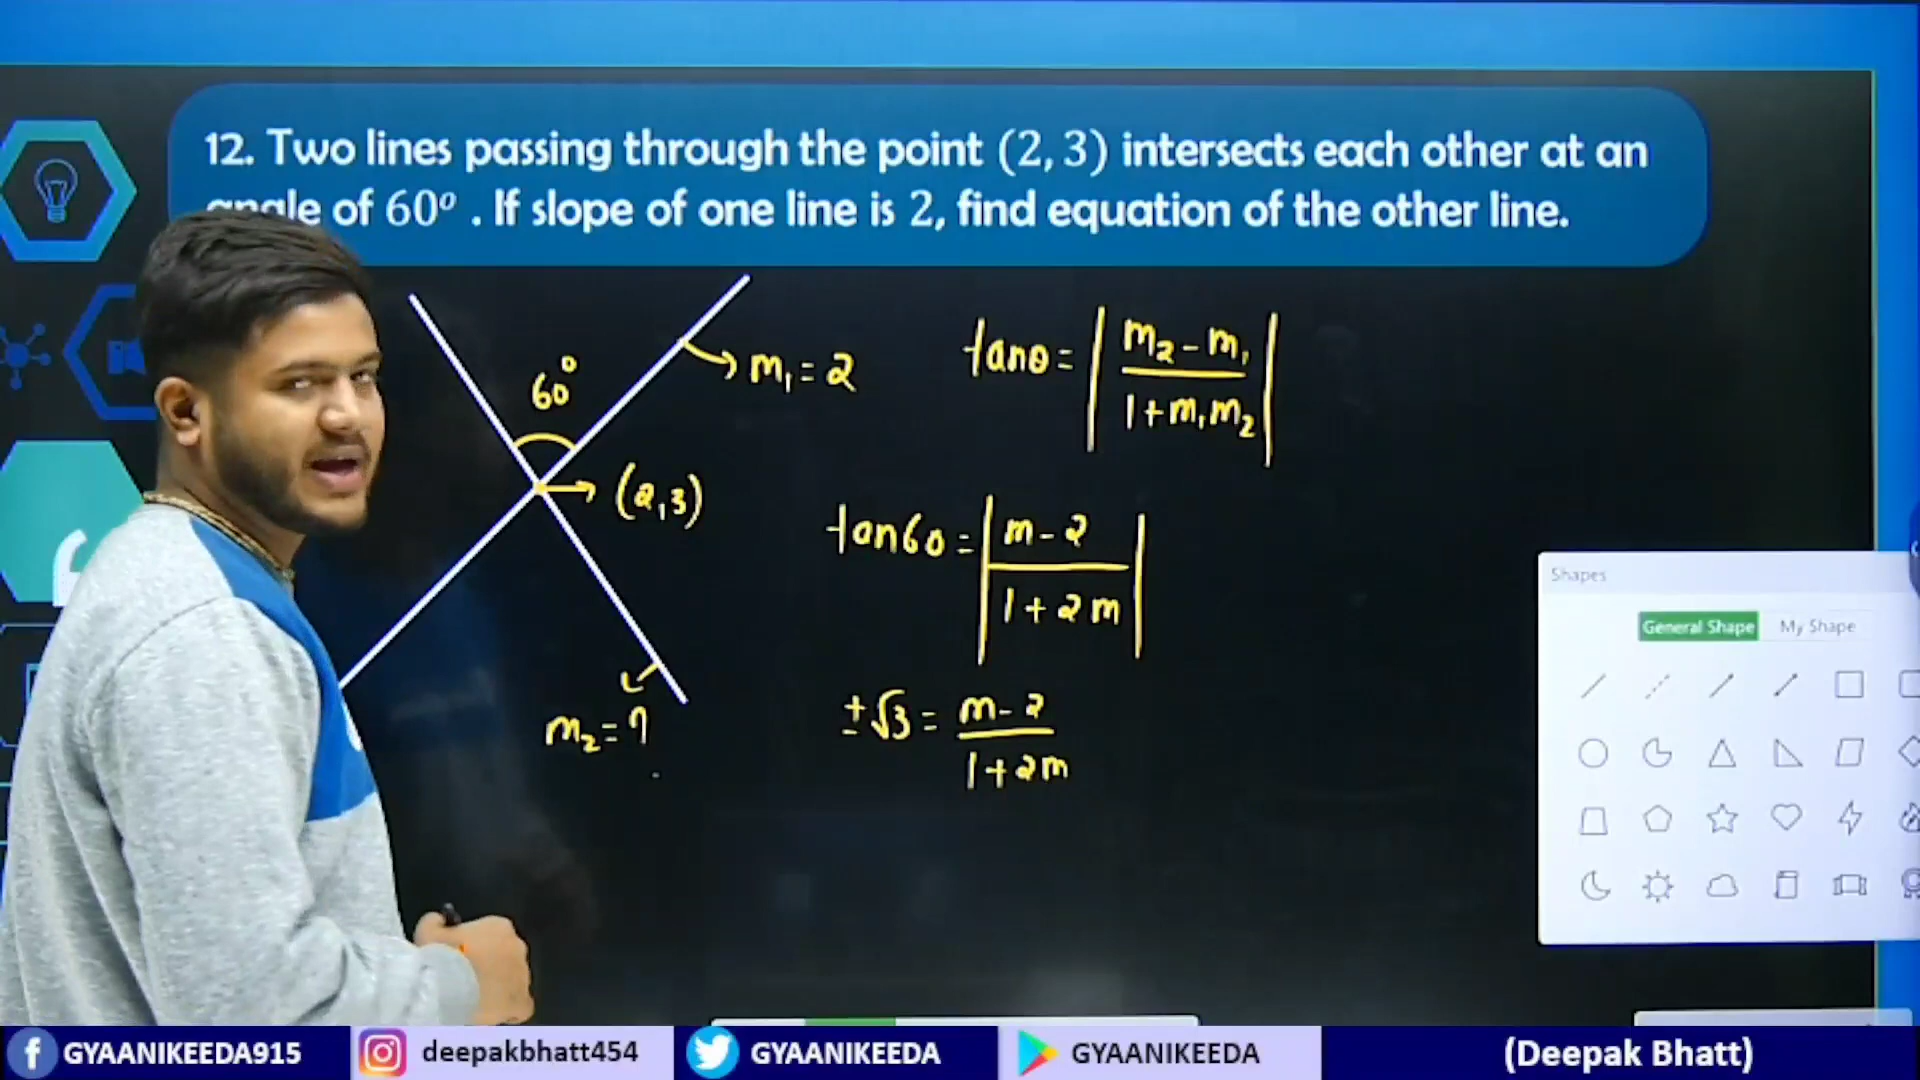 12. Two lines passing through the point (2, 3) intersects each other at an
angle of 60° . If slope of one line is 2, find equation of the other line.
60°
m₁ = 2
(2,3)
m₂ = ?
tanθ = | m₂ - m₁ / 1 + m₁m₂ |
tan60 = | m - 2 / 1 + 2m |
± √3 = m - 2 / 1 + 2m
Shapes
General Shape My Shape
GYAANIKEEDA915 deepakbhatt454 GYAANIKEEDA GYAANIKEEDA (Deepak Bhatt)